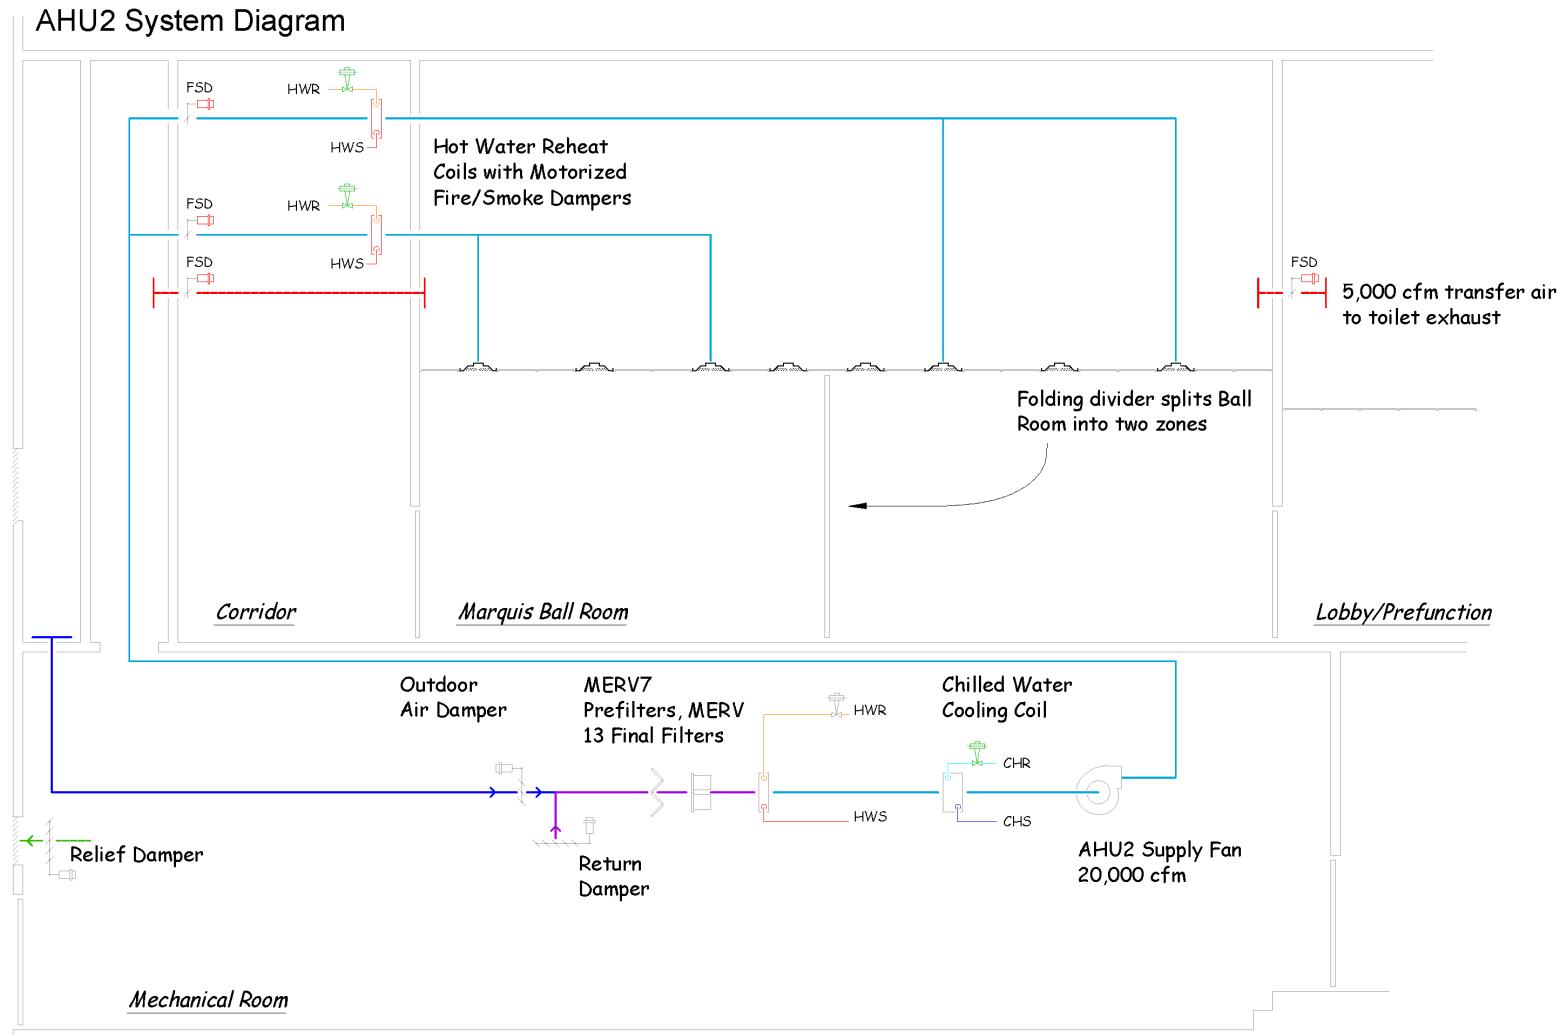 AHU2 System Diagram
FSD
HWR
HWS
Hot Water Reheat
Coils with Motorized
Fire/Smoke Dampers
FSD
HWR
HWS
FSD
FSD
5,000 cfm transfer air
to toilet exhaust
Folding divider splits Ball
Room into two zones
Corridor
Marquis Ball Room
Lobby/Prefunction
Outdoor
Air Damper
MERV7
Prefilters, MERV
13 Final Filters
HWR
HWS
Chilled Water
Cooling Coil
CHR
CHS
AHU2 Supply Fan
20,000 cfm
Relief Damper
Return
Damper
Mechanical Room